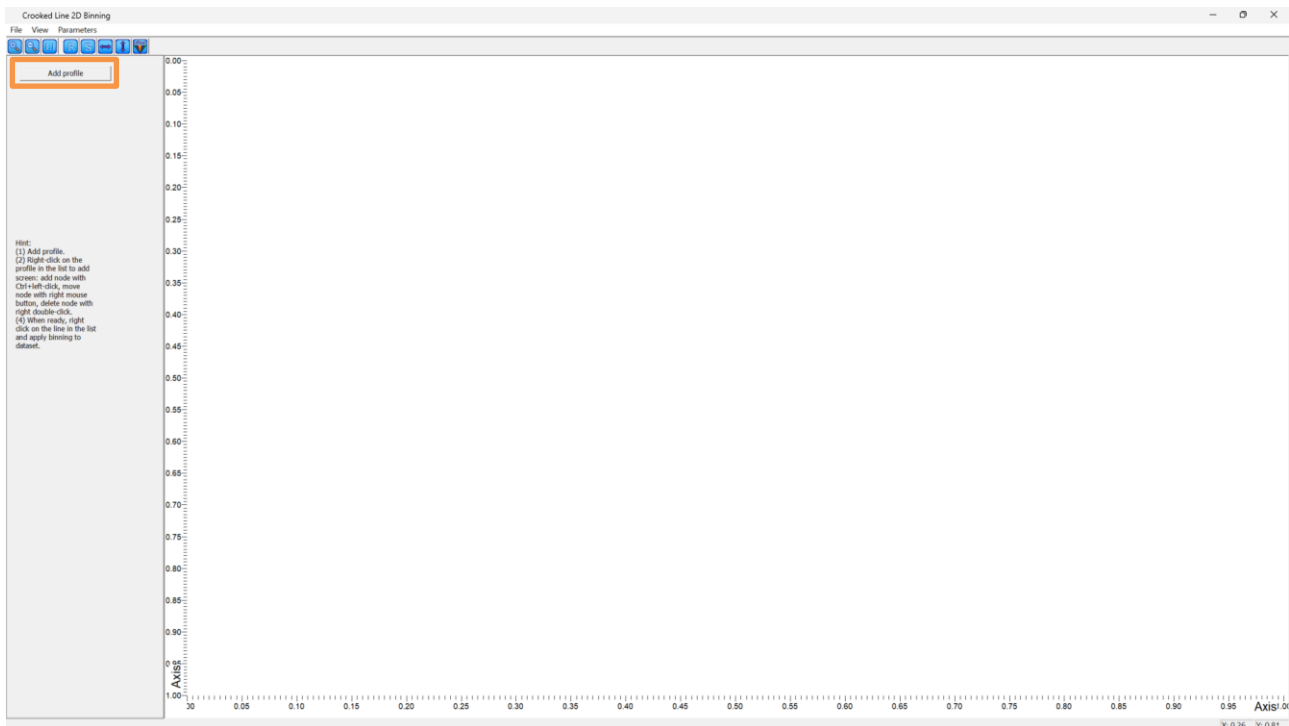 Crooked Line 2D Binning
File View Parameters
R S
Add profile
Hint:
(1) Add profile.
(2) Right-click on the
profile in the list to add
screen: add node with
Ctrl+left-click, move
node with right mouse
button, delete node with
right double-click.
(4) When ready, right
click on the line in the list
and apply binning to
dataset.
0.00
0.05
0.10
0.15
0.20
0.25
0.30
0.35
0.40
0.45
0.50
0.55
0.60
0.65
0.70
0.75
0.80
0.85
0.90
0.95
Axis
1.00
00 0.05 0.10 0.15 0.20 0.25 0.30 0.35 0.40 0.45 0.50 0.55 0.60 0.65 0.70 0.75 0.80 0.85 0.90 0.95 Axis 1.00
X: 0.26 Y: 0.81